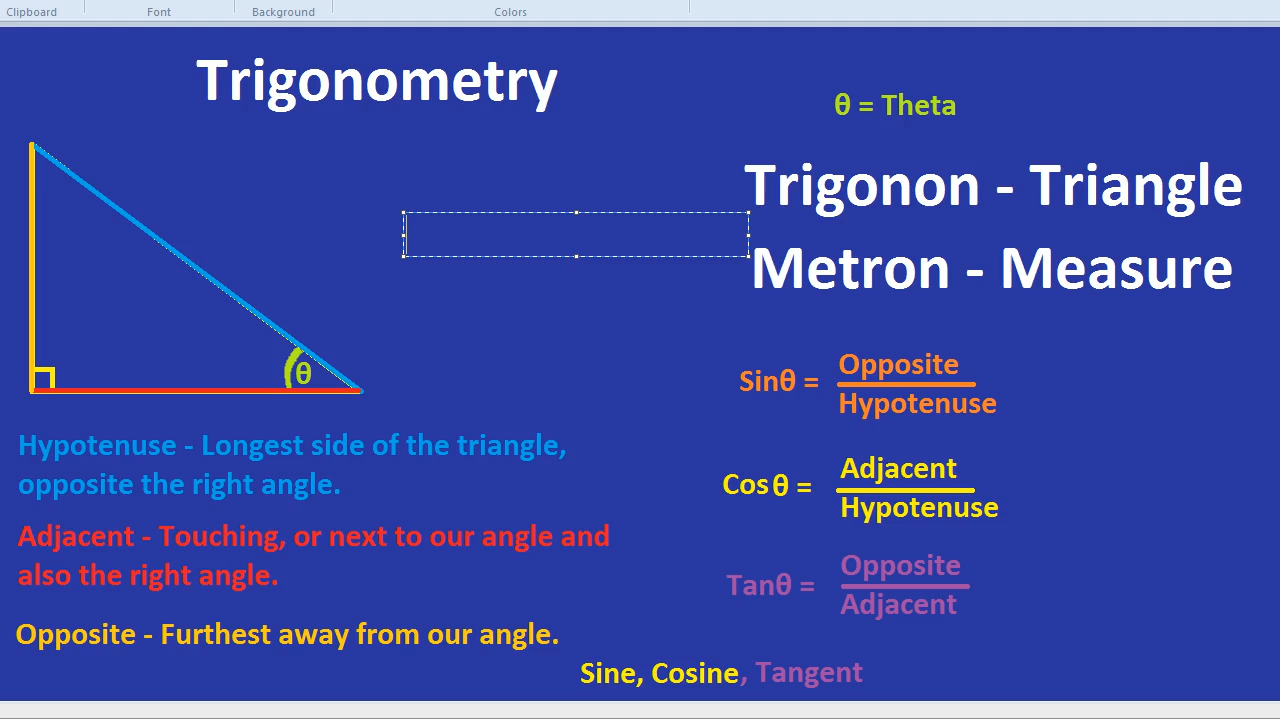 Clipboard Font Background Colors
Trigonometry
θ = Theta
Trigonon - Triangle
Metron - Measure
θ
Hypotenuse - Longest side of the triangle,
opposite the right angle.
Adjacent - Touching, or next to our angle and
also the right angle.
Opposite - Furthest away from our angle.
Sinθ = Opposite
Hypotenuse
Cosθ = Adjacent
Hypotenuse
Tanθ = Opposite
Adjacent
Sine, Cosine, Tangent